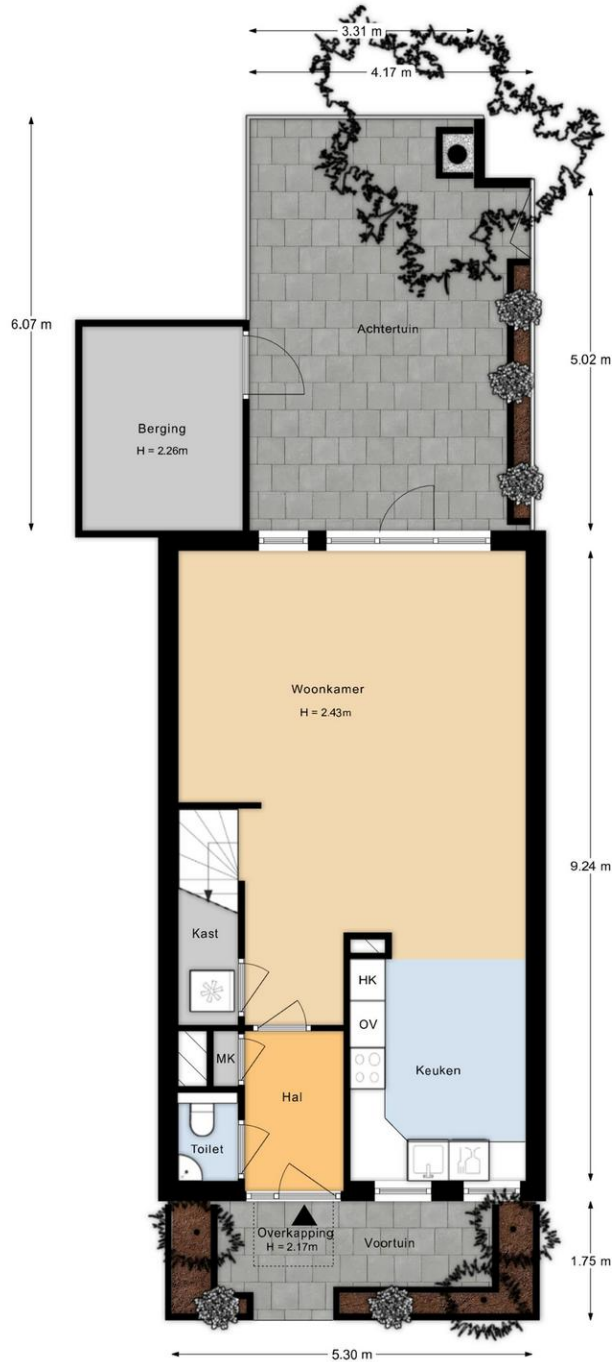 3.31 m
4.17 m
6.07 m
Achtertuin
5.02 m
Berging
H = 2.26m
Woonkamer
H = 2.43m
9.24 m
Kast
HK
OV
MK
Keuken
Hal
Toilet
Overkapping
H = 2.17m
Voortuin
1.75 m
5.30 m